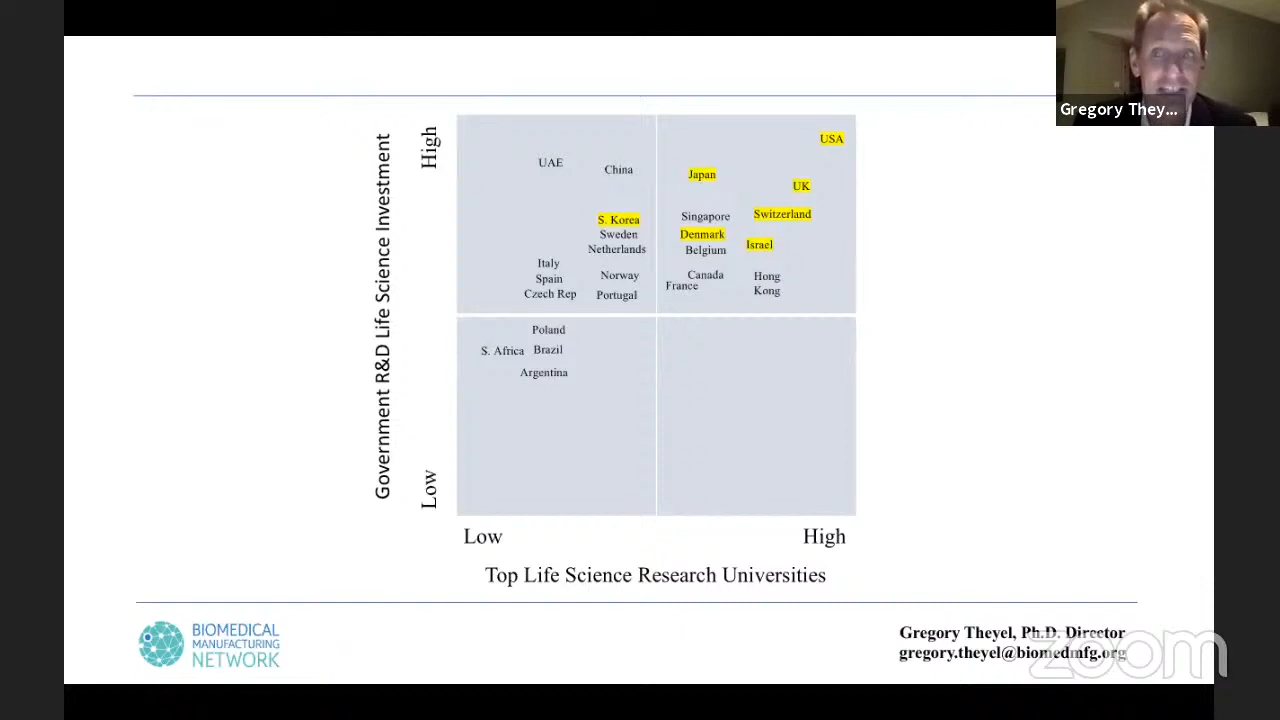 Gregory They...
Government R&D Life Science Investment
High
Low
USA
UAE
China
Japan
UK
S. Korea
Singapore
Switzerland
Sweden
Denmark
Israel
Netherlands
Belgium
Italy
Spain
Norway
Canada
Hong
Kong
France
Czech Rep
Portugal
Poland
S. Africa
Brazil
Argentina
Low
High
Top Life Science Research Universities
BIOMEDICAL
MANUFACTURING
NETWORK
Gregory Theyel, Ph.D. Director
gregory.theyel@biomedmfg.org
zoom